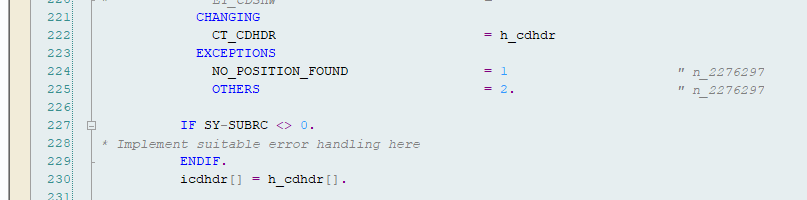 220 * ET_CDSHW =
221 CHANGING
222 CT_CDHDR = h_cdhdr
223 EXCEPTIONS
224 NO_POSITION_FOUND = 1 " n_2276297
225 OTHERS = 2. " n_2276297
226
227 IF SY-SUBRC <> 0.
228 * Implement suitable error handling here
229 ENDIF.
230 icdhdr[] = h_cdhdr[].
231